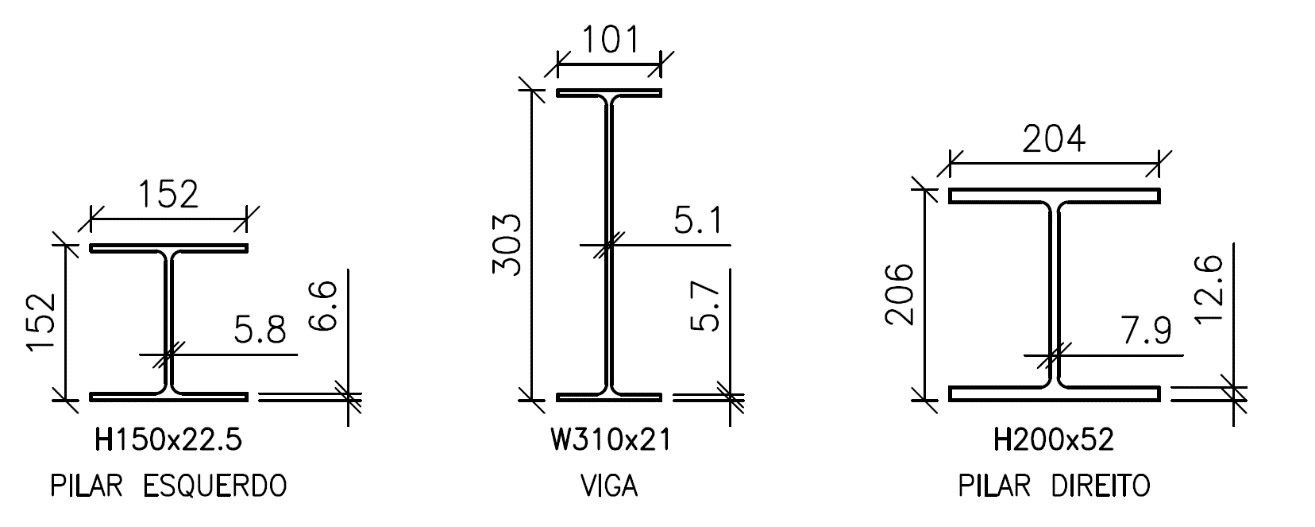 152
152
5.8
6.6
H150x22.5
PILAR ESQUERDO
101
303
5.1
5.7
W310x21
VIGA
204
206
7.9
12.6
H200x52
PILAR DIREITO